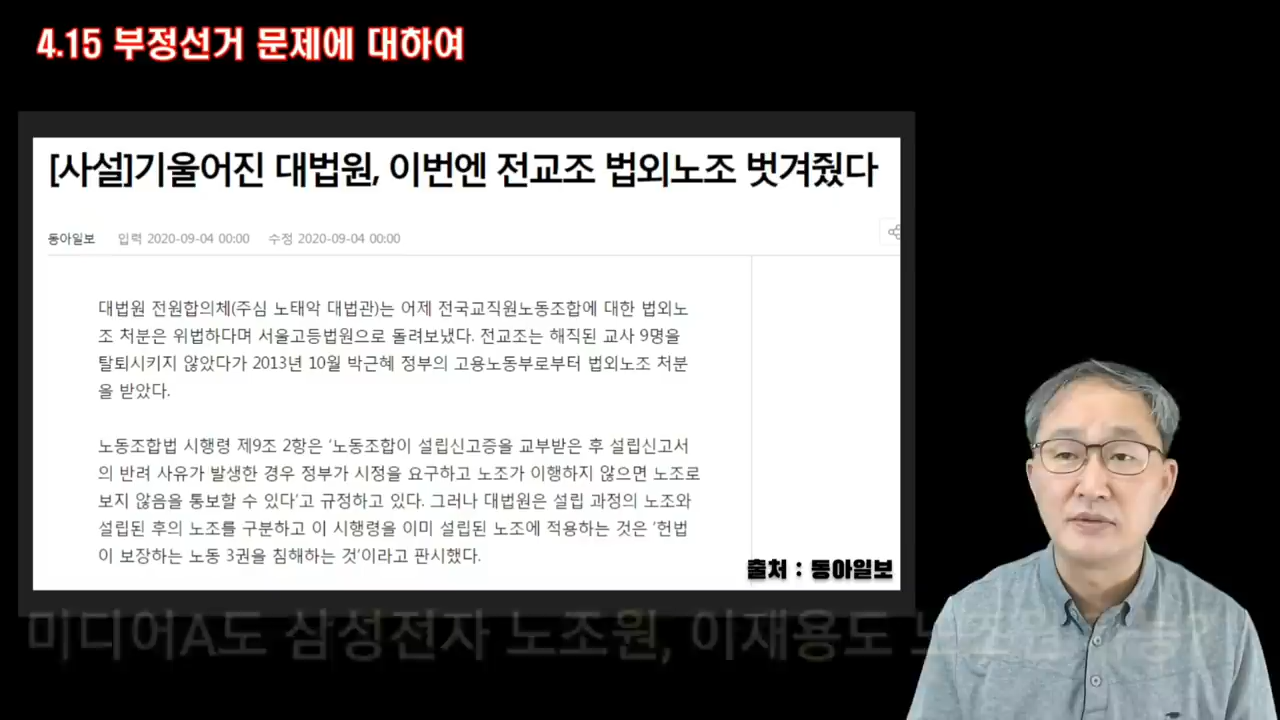 4.15 부정선거 문제에 대하여
[사설]기울어진 대법원, 이번엔 전교조 법외노조 벗겨줬다
동아일보 입력 2020-09-04 00:00 수정 2020-09-04 00:00
대법원 전원합의체(주심 노태악 대법관)는 어제 전국교직원노동조합에 대한 법외노
조 처분은 위법하다며 서울고등법원으로 돌려보냈다. 전교조는 해직된 교사 9명을
탈퇴시키지 않았다가 2013년 10월 박근혜 정부의 고용노동부로부터 법외노조 처분
을 받았다.
노동조합법 시행령 제9조 2항은 '노동조합이 설립신고증을 교부받은 후 설립신고서
의 반려 사유가 발생한 경우 정부가 시정을 요구하고 노조가 이행하지 않으면 노조로
보지 않음을 통보할 수 있다'고 규정하고 있다. 그러나 대법원은 설립 과정의 노조와
설립된 후의 노조를 구분하고 이 시행령을 이미 설립된 노조에 적용하는 것은 '헌법
이 보장하는 노동 3권을 침해하는 것'이라고 판시했다.
출처 : 동아일보
미디어A도 삼성전자 노조원, 이재용도